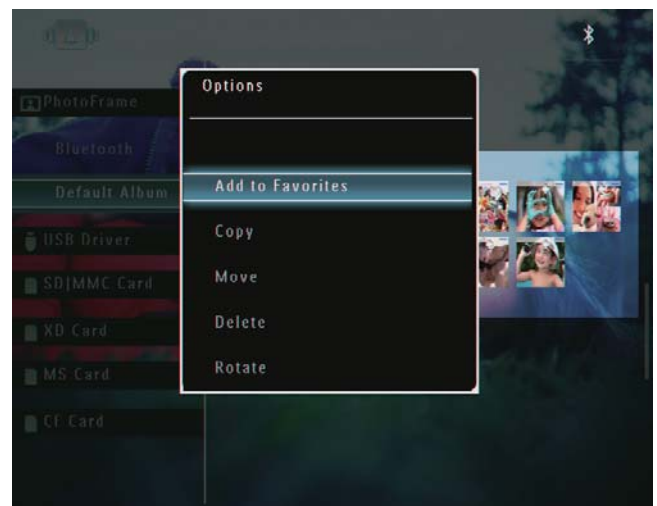 Options
Add to Favorites
Copy
Move
Delete
Rotate
PhotoFrame
Bluetooth
Default Album
USB Driver
SD|MMC Card
XD Card
MS Card
CF Card